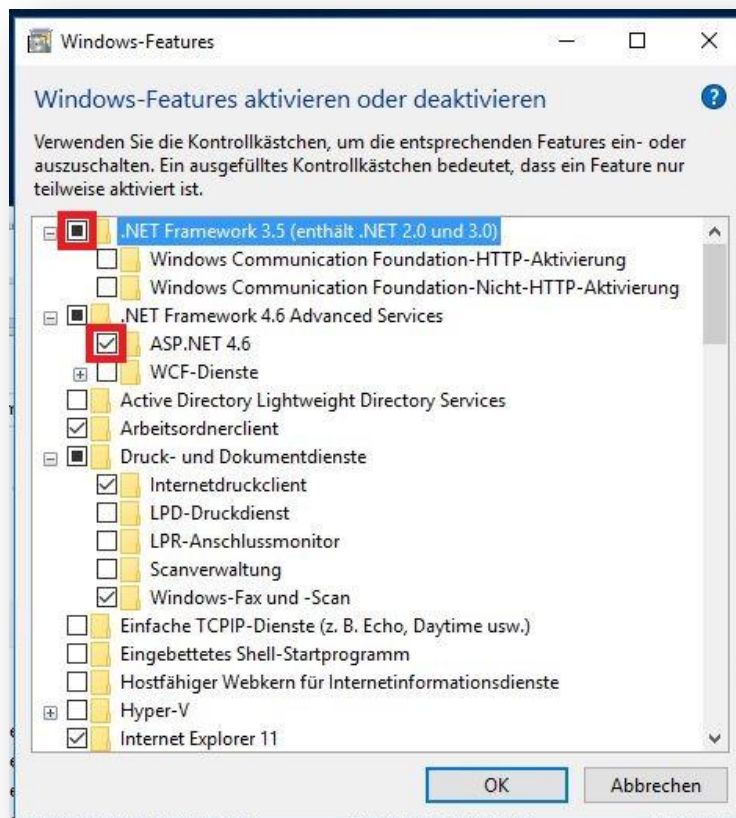 Windows-Features
Windows-Features aktivieren oder deaktivieren
Verwenden Sie die Kontrollkästchen, um die entsprechenden Features ein- oder
auszuschalten. Ein ausgefülltes Kontrollkästchen bedeutet, dass ein Feature nur
teilweise aktiviert ist.
.NET Framework 3.5 (enthält .NET 2.0 und 3.0)
Windows Communication Foundation-HTTP-Aktivierung
Windows Communication Foundation-Nicht-HTTP-Aktivierung
.NET Framework 4.6 Advanced Services
ASP.NET 4.6
WCF-Dienste
Active Directory Lightweight Directory Services
Arbeitsordnerclient
Druck- und Dokumentdienste
Internetdruckclient
LPD-Druckdienst
LPR-Anschlussmonitor
Scanverwaltung
Windows-Fax und -Scan
Einfache TCPIP-Dienste (z. B. Echo, Daytime usw.)
Eingebettetes Shell-Startprogramm
Hostfähiger Webkern für Internetinformationsdienste
Hyper-V
Internet Explorer 11
OK Abbrechen